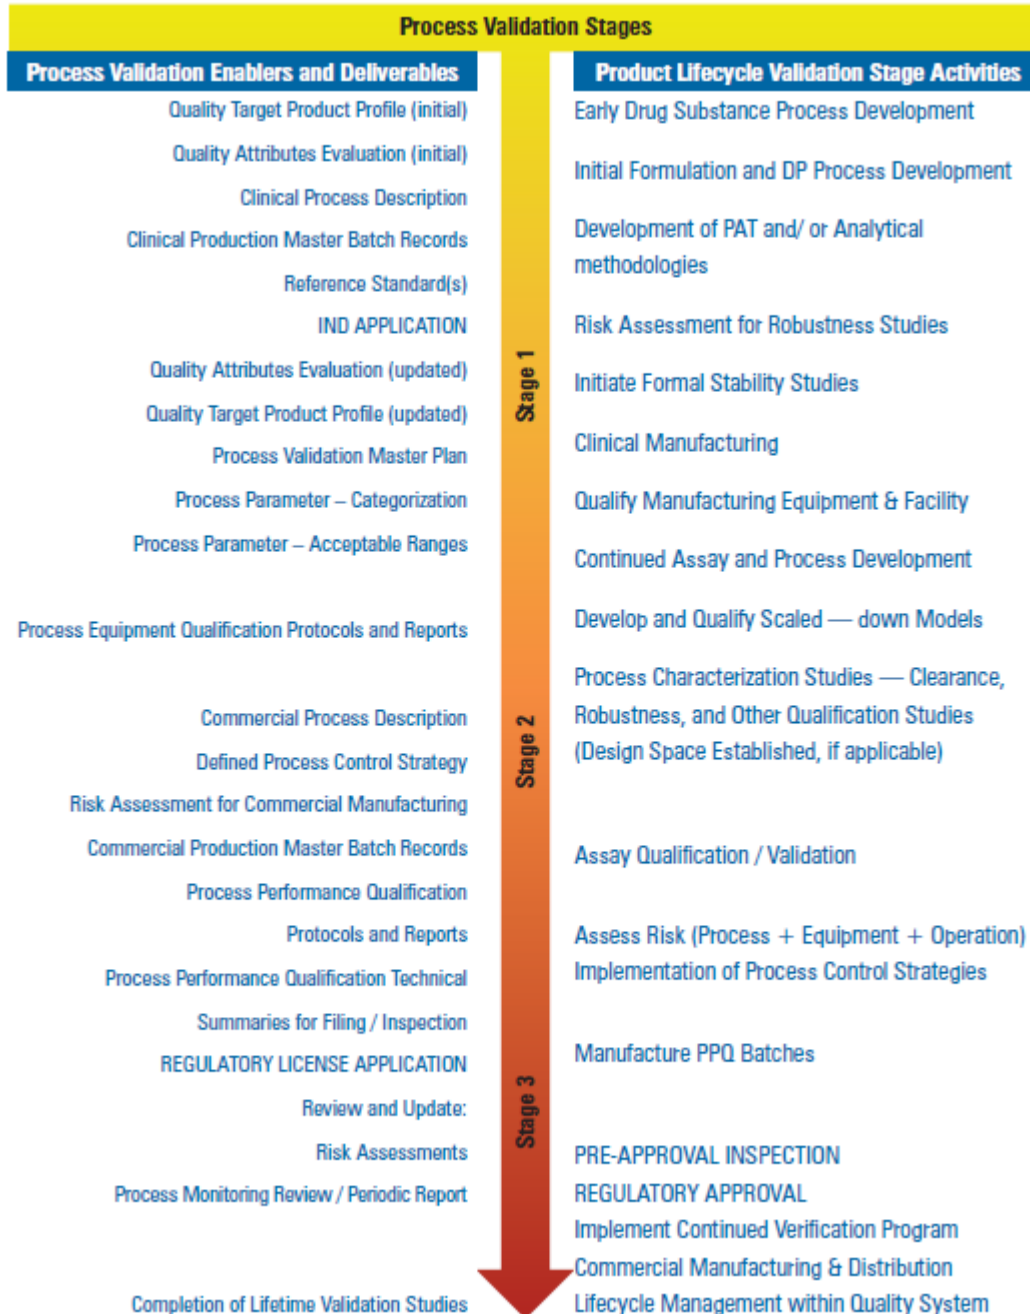 Process Validation Stages
Process Validation Enablers and Deliverables
Quality Target Product Profile (initial)
Quality Attributes Evaluation (initial)
Clinical Process Description
Clinical Production Master Batch Records
Reference Standard(s)
IND APPLICATION
Quality Attributes Evaluation (updated)
Quality Target Product Profile (updated)
Process Validation Master Plan
Process Parameter – Categorization
Process Parameter – Acceptable Ranges
Process Equipment Qualification Protocols and Reports
Commercial Process Description
Defined Process Control Strategy
Risk Assessment for Commercial Manufacturing
Commercial Production Master Batch Records
Process Performance Qualification
Protocols and Reports
Process Performance Qualification Technical
Summaries for Filing / Inspection
REGULATORY LICENSE APPLICATION
Review and Update:
Risk Assessments
Process Monitoring Review / Periodic Report
Completion of Lifetime Validation Studies
Stage 1
Stage 2
Stage 3
Product Lifecycle Validation Stage Activities
Early Drug Substance Process Development
Initial Formulation and DP Process Development
Development of PAT and/ or Analytical
methodologies
Risk Assessment for Robustness Studies
Initiate Formal Stability Studies
Clinical Manufacturing
Qualify Manufacturing Equipment & Facility
Continued Assay and Process Development
Develop and Qualify Scaled — down Models
Process Characterization Studies — Clearance,
Robustness, and Other Qualification Studies
(Design Space Established, if applicable)
Assay Qualification / Validation
Assess Risk (Process + Equipment + Operation)
Implementation of Process Control Strategies
Manufacture PPQ Batches
PRE-APPROVAL INSPECTION
REGULATORY APPROVAL
Implement Continued Verification Program
Commercial Manufacturing & Distribution
Lifecycle Management within Quality System